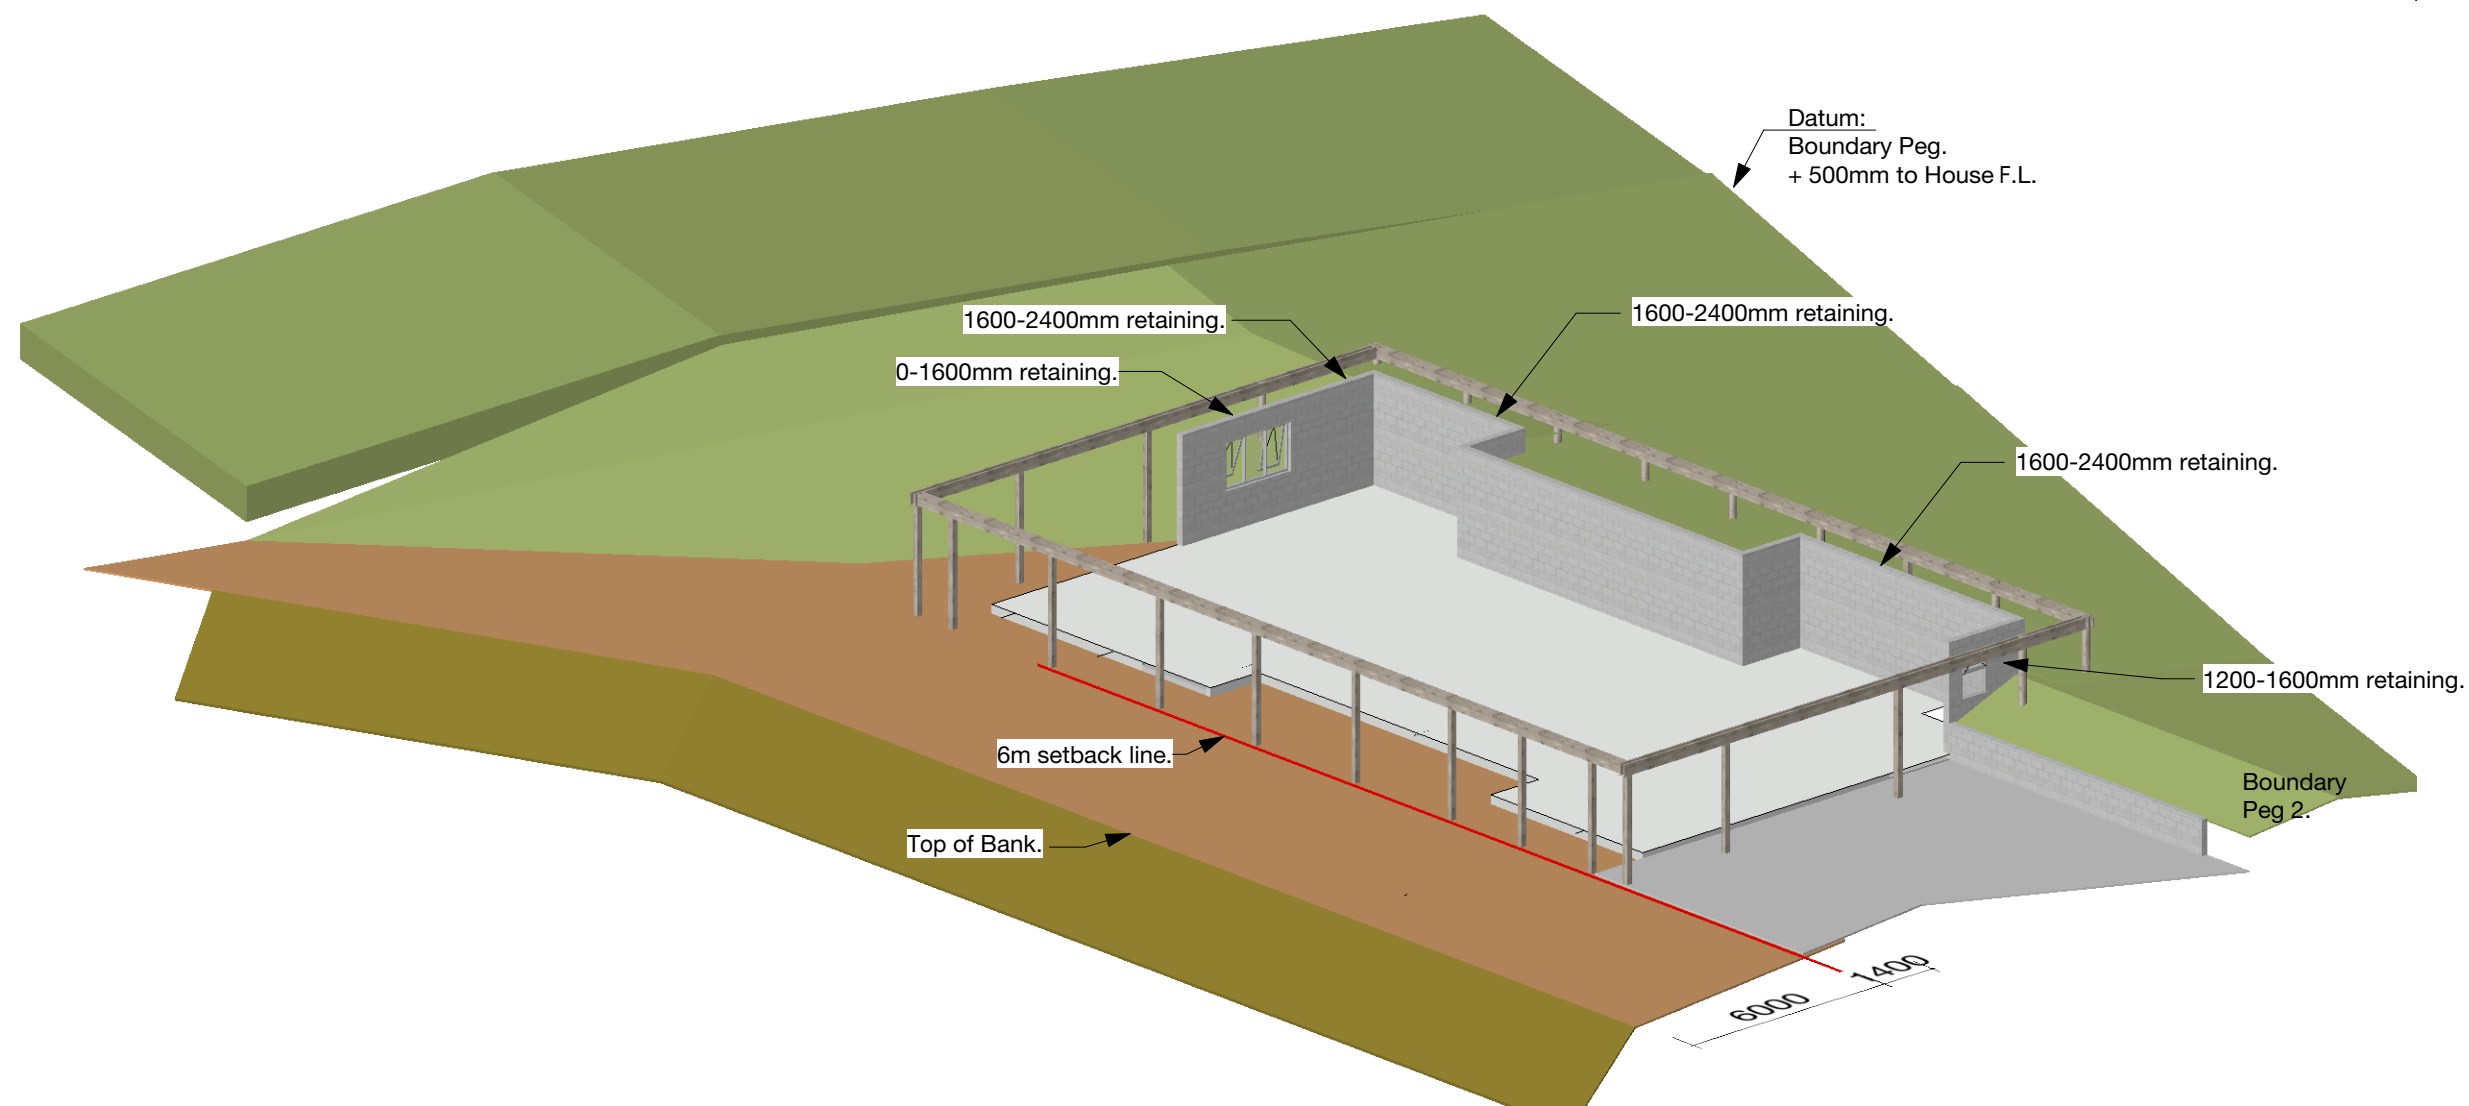 Datum:
Boundary Peg.
+ 500mm to House F.L.
1600-2400mm retaining.
1600-2400mm retaining.
0-1600mm retaining.
1600-2400mm retaining.
1200-1600mm retaining.
6m setback line.
Boundary
Peg 2.
Top of Bank.
1400
6000